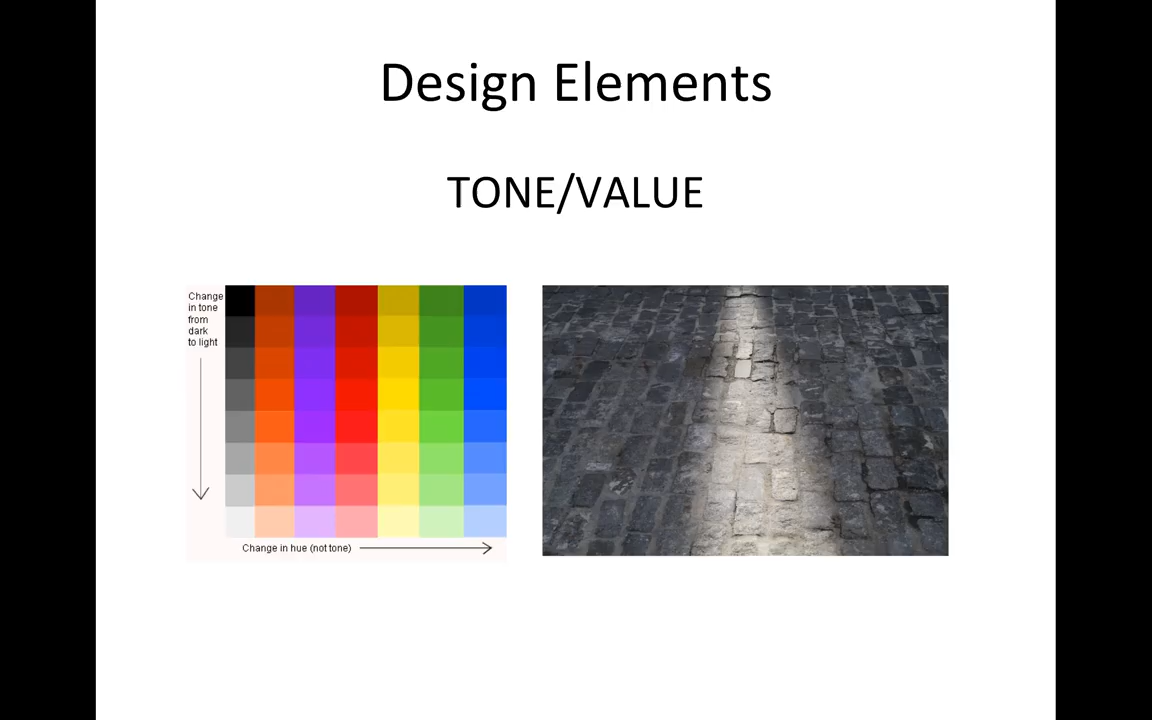 Design Elements
TONE/VALUE
Change
in tone
from
dark
to light
Change in hue (not tone)